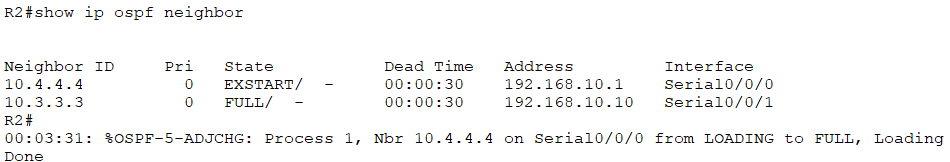 R2#show ip ospf neighbor
Neighbor ID Pri State Dead Time Address Interface
10.4.4.4 0 EXSTART/ - 00:00:30 192.168.10.1 Serial0/0/0
10.3.3.3 0 FULL/ - 00:00:30 192.168.10.10 Serial0/0/1
R2#
00:03:31: %OSPF-5-ADJCHG: Process 1, Nbr 10.4.4.4 on Serial0/0/0 from LOADING to FULL, Loading
Done